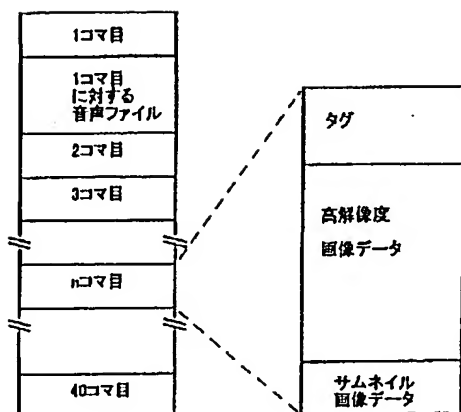 1コマ目
1コマ目
に対する
音声ファイル
2コマ目
3コマ目
nコマ目
40コマ目
タグ
高解像度
画像データ
サムネイル
画像データ